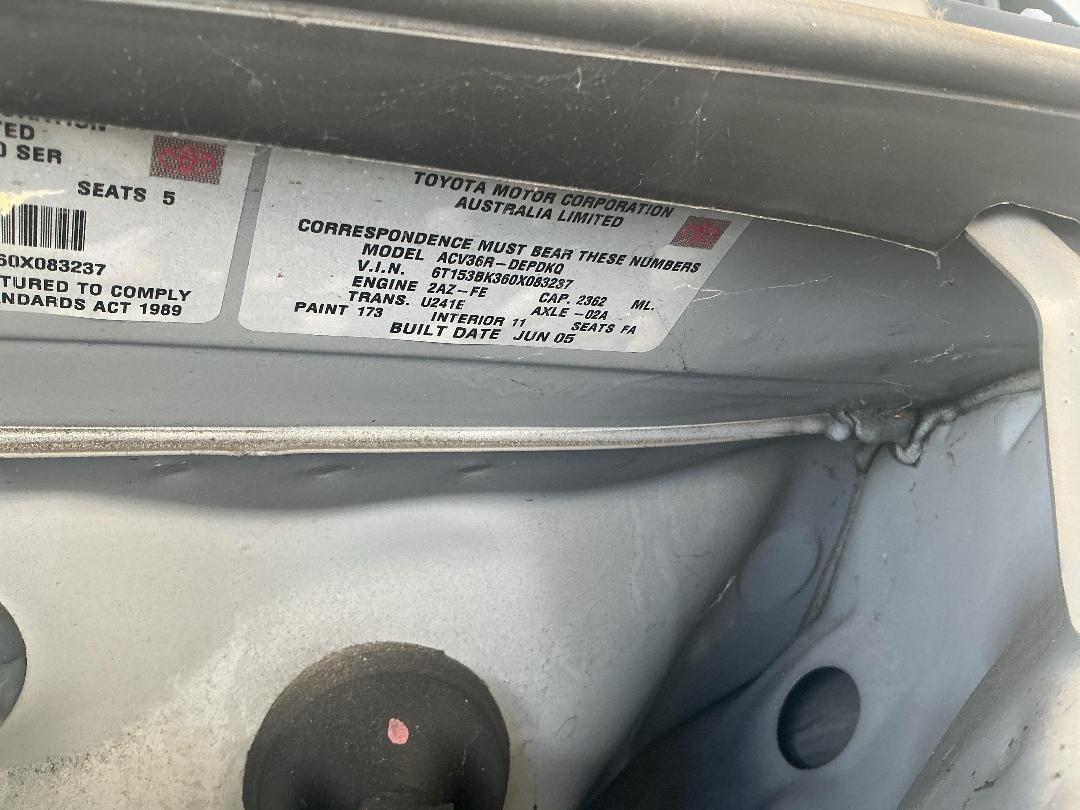 ED
SER
SEATS 5
60X083237
TURED TO COMPLY
NDARDS ACT 1989
TOYOTA MOTOR CORPORATION
AUSTRALIA LIMITED
CORRESPONDENCE MUST BEAR THESE NUMBERS
MODEL ACV36R-DEPDKQ
V.I.N. 6T153BK360X083237
ENGINE 2AZ-FE CAP. 2362 ML.
TRANS. U241E AXLE -02A
PAINT 173 INTERIOR 11 SEATS FA
BUILT DATE JUN 05